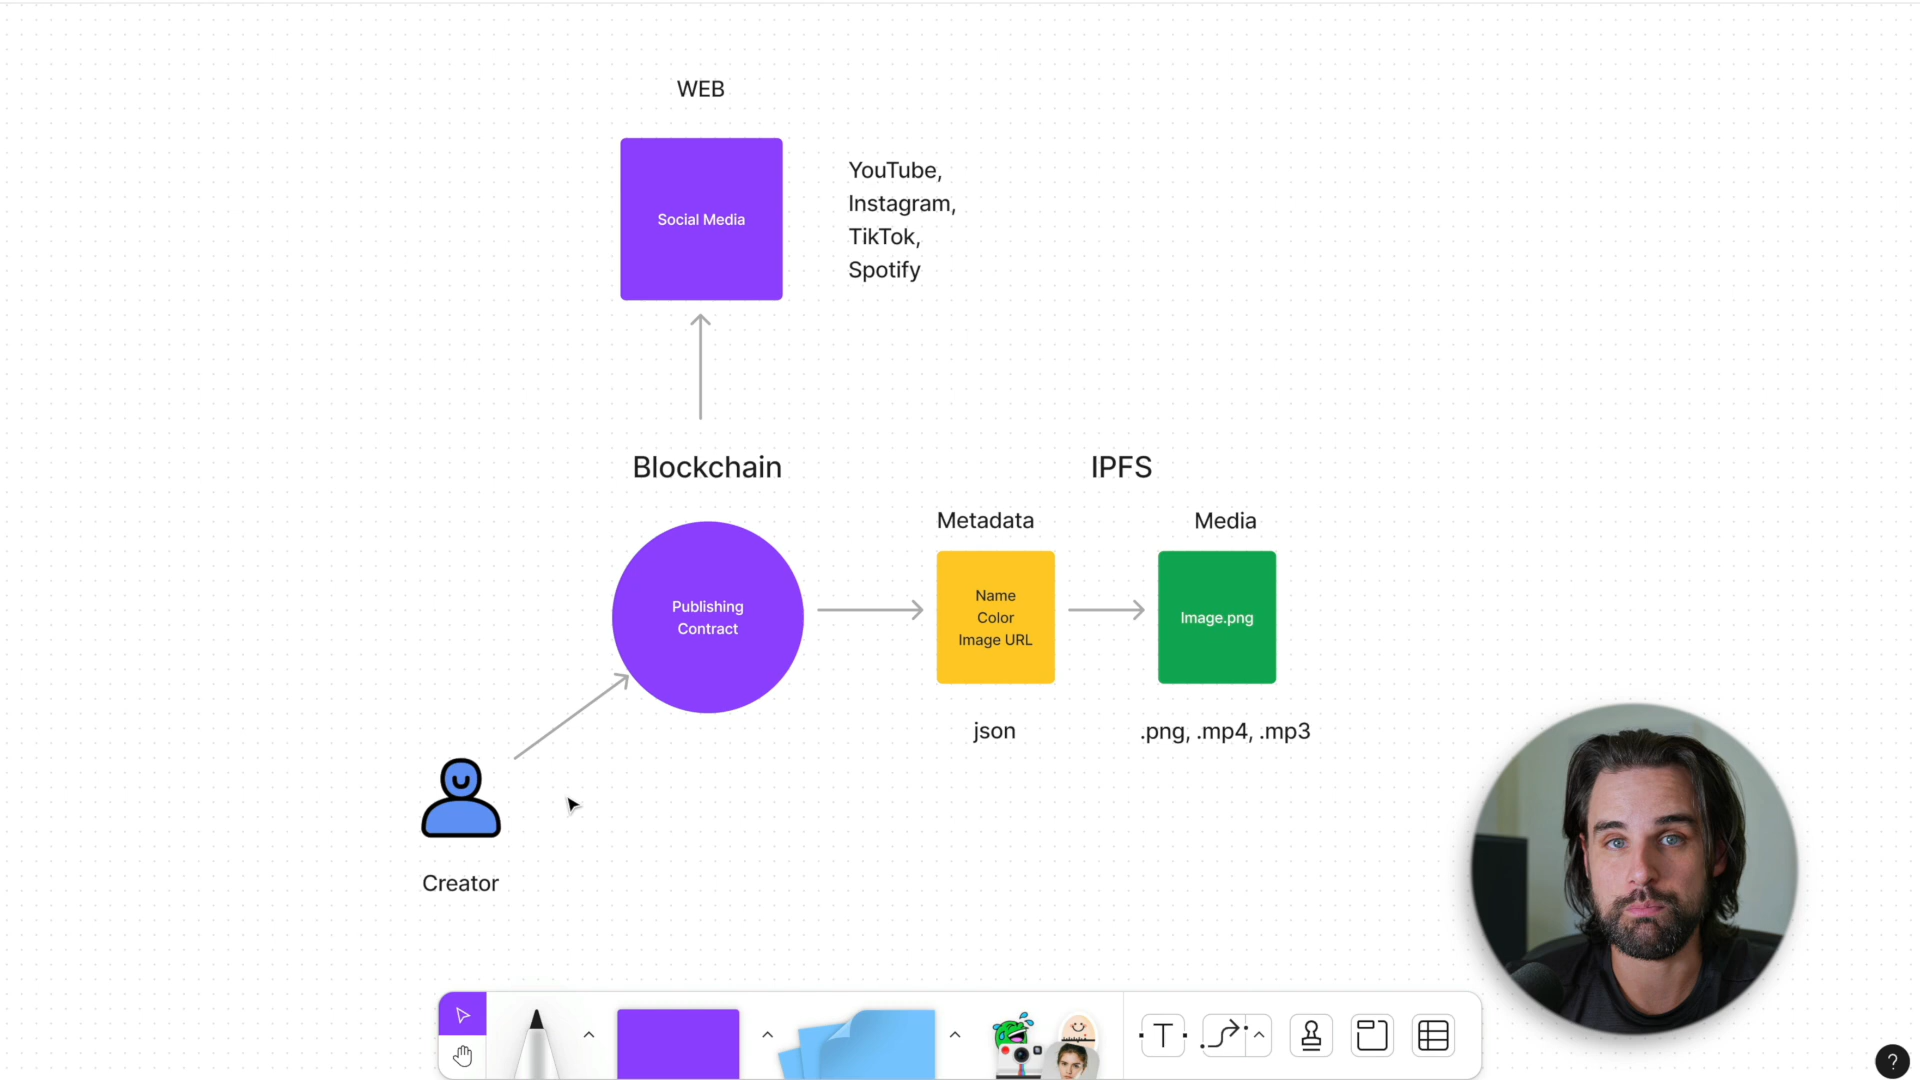 WEB
Social Media
YouTube,
Instagram,
TikTok,
Spotify
Blockchain
IPFS
Metadata
Media
Publishing
Contract
Name
Color
Image URL
Image.png
json
.png, .mp4, .mp3
Creator
T
?